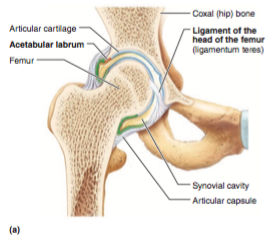 Coxal (hip) bone
Articular cartilage
Acetabular labrum
Femur
Ligament of the
head of the femur
(ligamentum teres)
Synovial cavity
Articular capsule
(a)